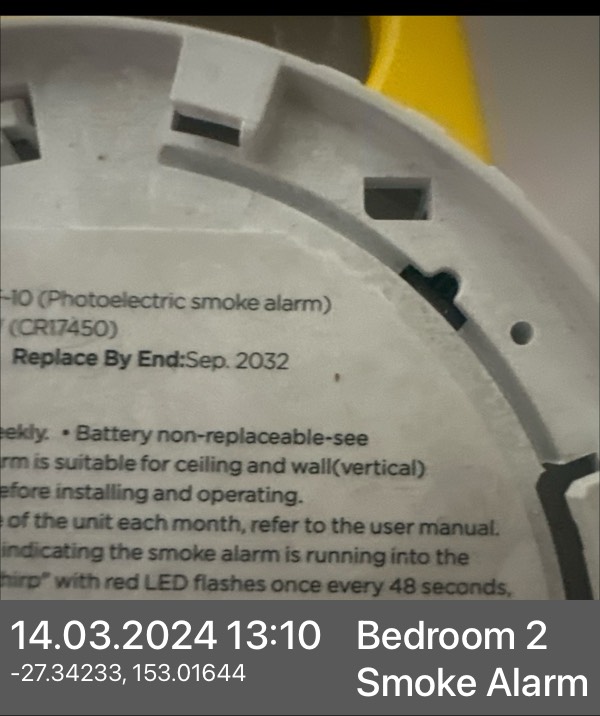 -10 (Photoelectric smoke alarm)
(CR17450)
Replace By End:Sep. 2032
eekly. • Battery non-replaceable-see
rm is suitable for ceiling and wall(vertical)
efore installing and operating.
of the unit each month, refer to the user manual.
indicating the smoke alarm is running into the
hirp" with red LED flashes once every 48 seconds,
14.03.2024 13:10
-27.34233, 153.01644
Bedroom 2
Smoke Alarm